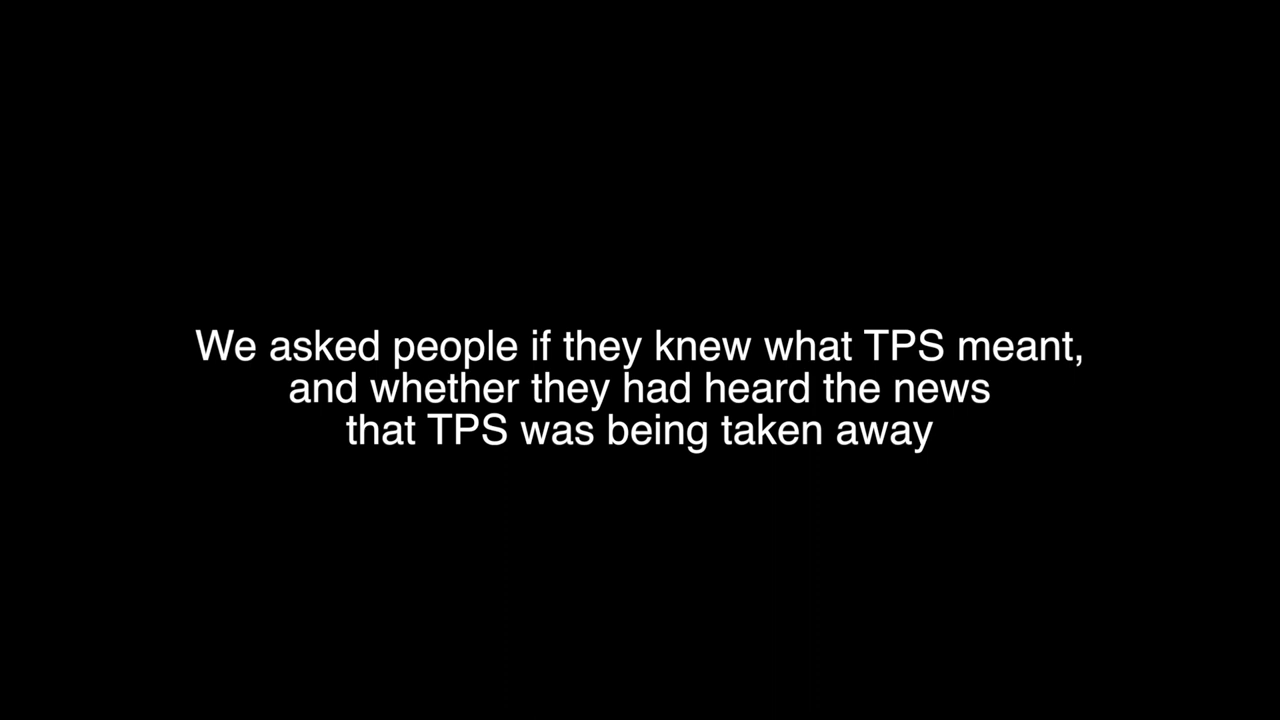 We asked people if they knew what TPS meant,
and whether they had heard the news
that TPS was being taken away